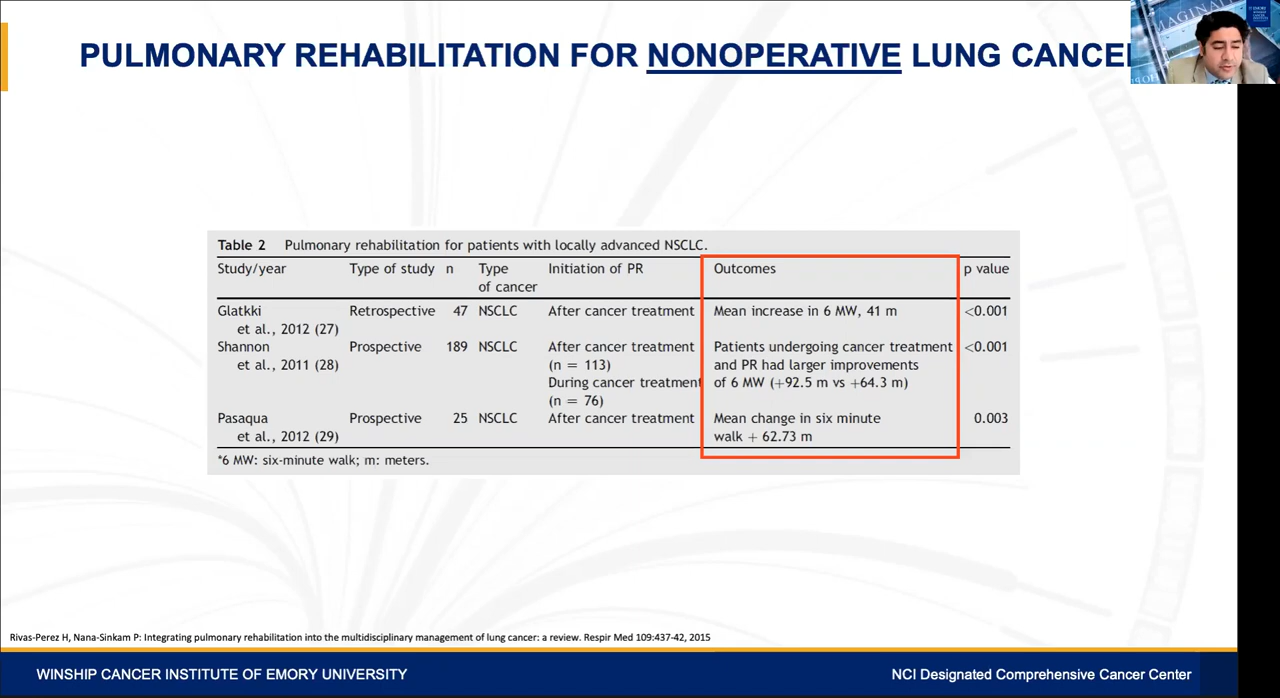 PULMONARY REHABILITATION FOR NONOPERATIVE LUNG CANCE
Table 2 Pulmonary rehabilitation for patients with locally advanced NSCLC.
Study/year Type of study n Type of cancer Initiation of PR Outcomes p value
Glatkki et al., 2012 (27) Retrospective 47 NSCLC After cancer treatment Mean increase in 6 MW, 41 m <0.001
Shannon et al., 2011 (28) Prospective 189 NSCLC After cancer treatment (n = 113) During cancer treatment (n = 76) Patients undergoing cancer treatment and PR had larger improvements of 6 MW (+92.5 m vs +64.3 m) <0.001
Pasaqua et al., 2012 (29) Prospective 25 NSCLC After cancer treatment Mean change in six minute walk + 62.73 m 0.003
*6 MW: six-minute walk; m: meters.
Rivas-Perez H, Nana-Sinkam P: Integrating pulmonary rehabilitation into the multidisciplinary management of lung cancer: a review. Respir Med 109:437-42, 2015
WINSHIP CANCER INSTITUTE OF EMORY UNIVERSITY
NCI Designated Comprehensive Cancer Center